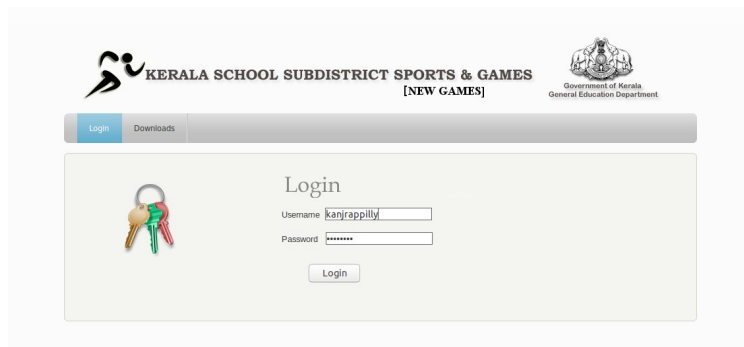 KERALA SCHOOL SUBDISTRICT SPORTS & GAMES
[NEW GAMES]
Government of Kerala
General Education Department
Login Downloads
Login
Username kanjrappilly
Password ••••••••
Login